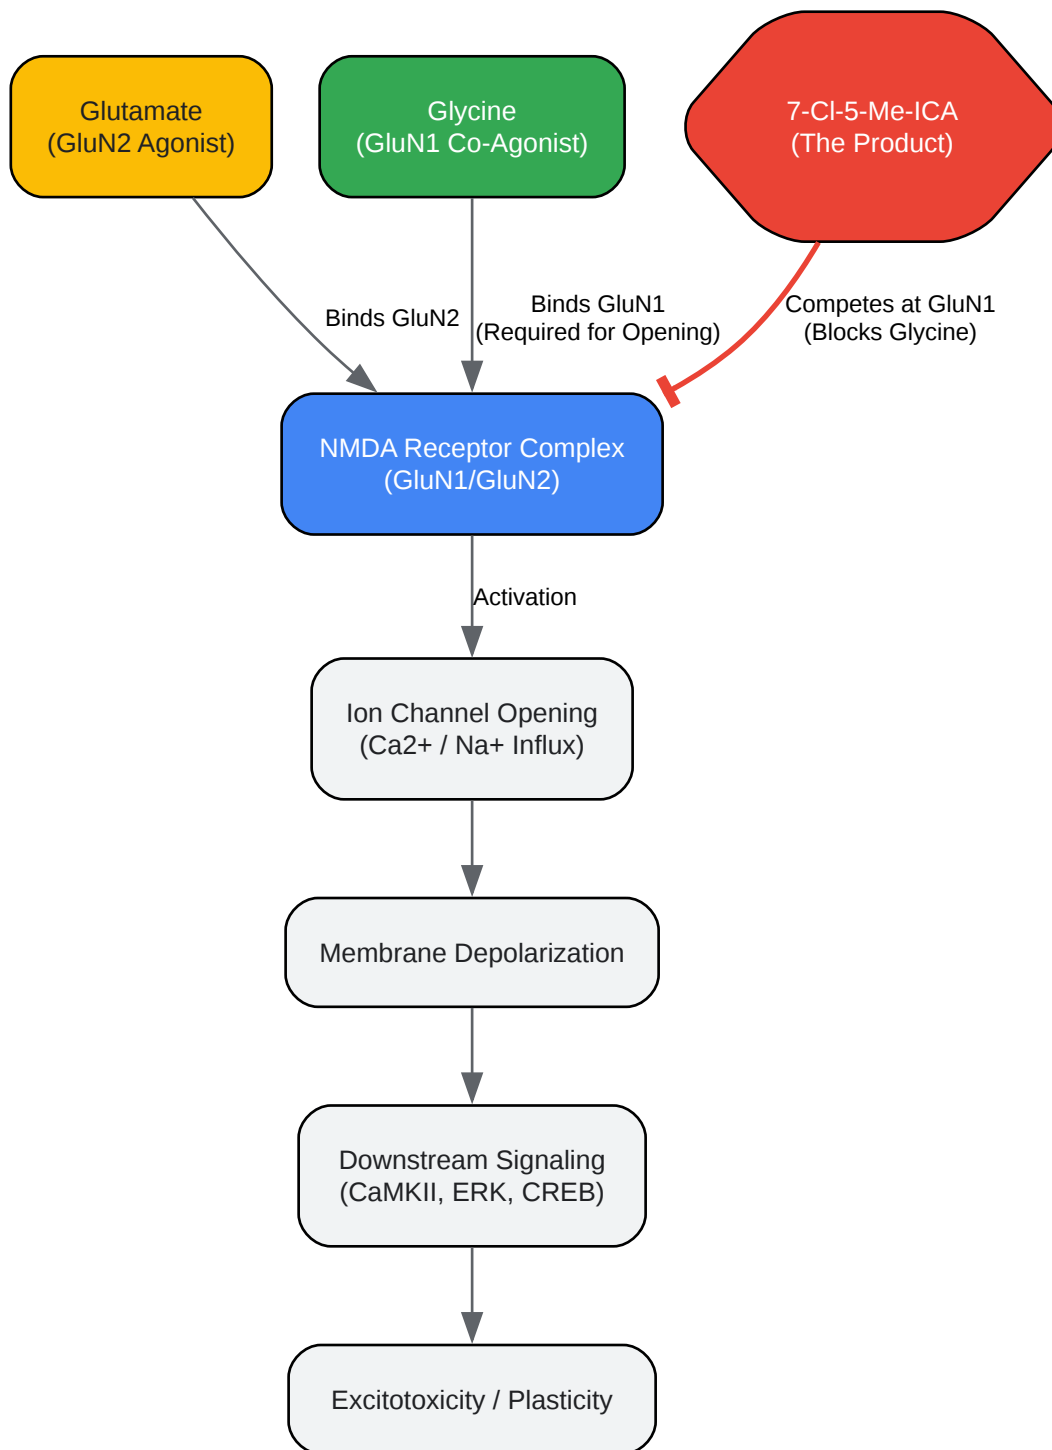 Glutamate
(GluN2 Agonist)
Glycine
(GluN1 Co-Agonist)
7-Cl-5-Me-ICA
(The Product)
Binds GluN2
Binds GluN1
(Required for Opening)
Competes at GluN1
(Blocks Glycine)
NMDA Receptor Complex
(GluN1/GluN2)
Activation
Ion Channel Opening
(Ca2+ / Na+ Influx)
Membrane Depolarization
Downstream Signaling
(CaMKII, ERK, CREB)
Excitotoxicity / Plasticity